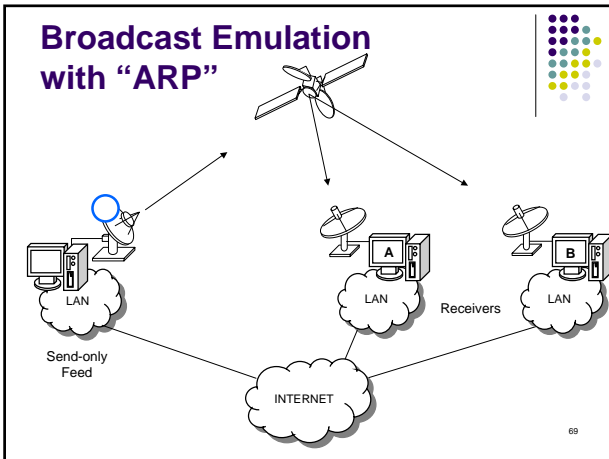 Broadcast Emulation
with “ARP”
A
B
LAN
LAN
Receivers
LAN
Send-only
Feed
INTERNET
69